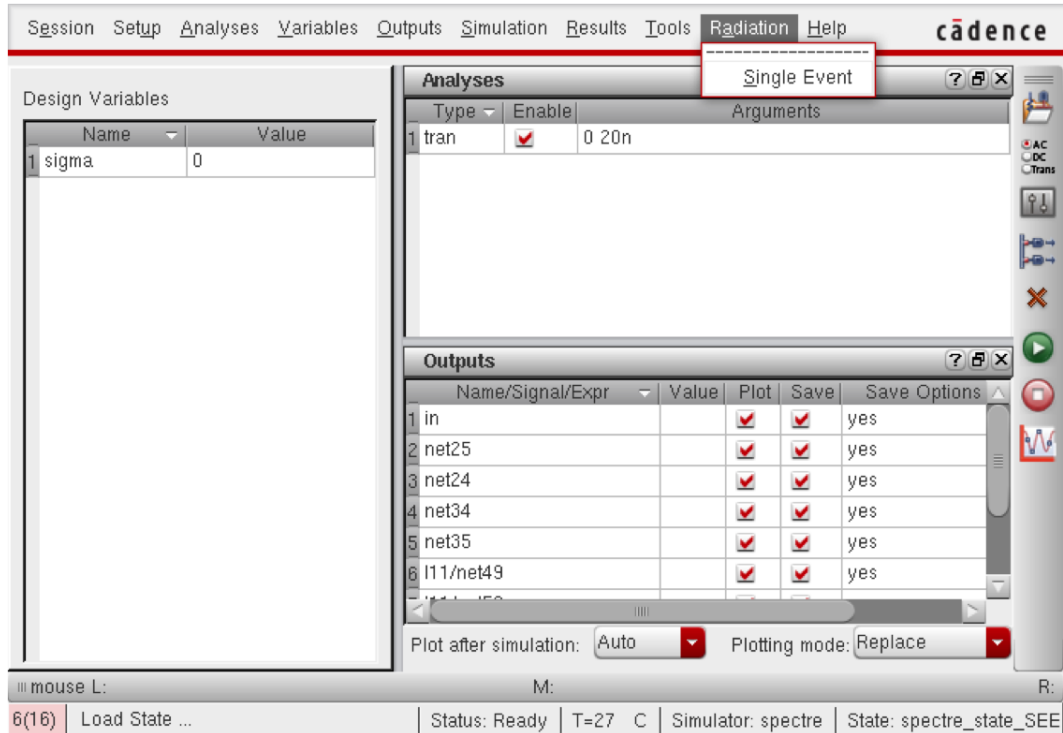 Session Setup Analyses Variables Outputs Simulation Results Tools Radiation Help cādence
Single Event
Design Variables
Name Value
1 sigma 0
Analyses
Type Enable Arguments
1 tran 0 20n
AC
DC
Trans
Outputs
Name/Signal/Expr Value Plot Save Save Options
1 in yes
2 net25 yes
3 net24 yes
4 net34 yes
5 net35 yes
6 I11/net49 yes
Plot after simulation: Auto Plotting mode: Replace
mouse L: M: R:
6(16) Load State ... Status: Ready T=27 C Simulator: spectre State: spectre_state_SEE